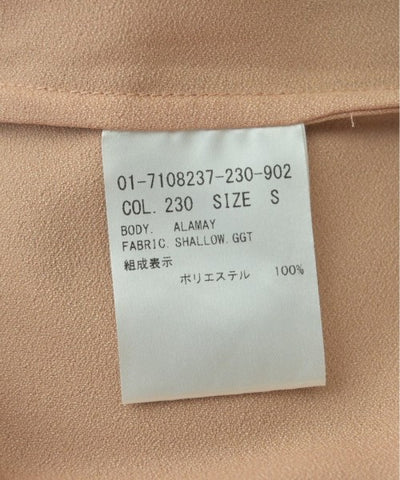 01-7108237-230-902
COL. 230 SIZE S
BODY. ALAMAY
FABRIC. SHALLOW. GGT
組成表示
ポリエステル 100%